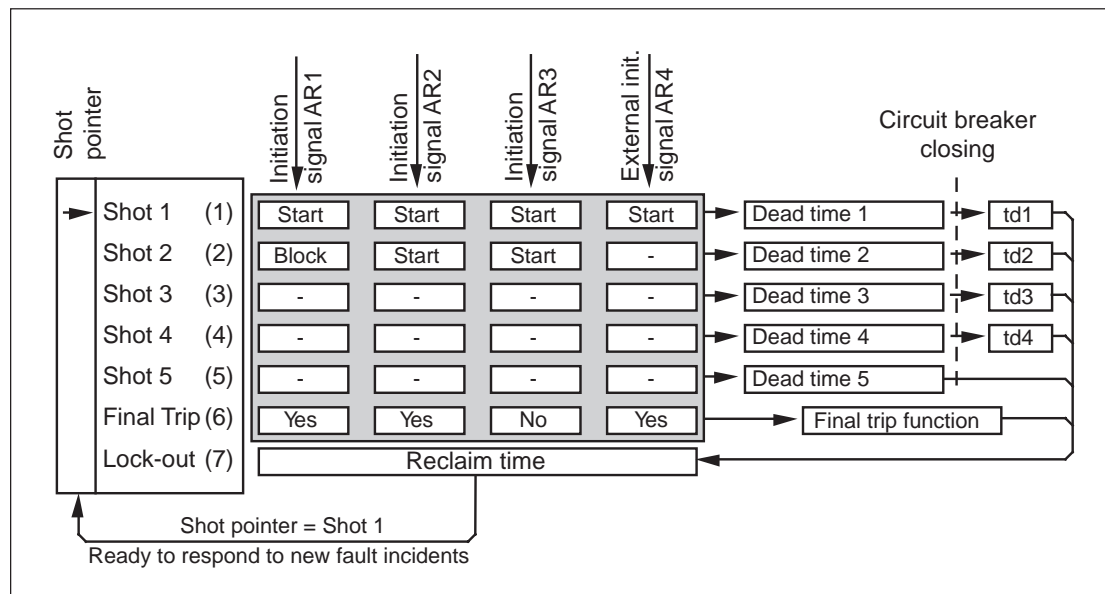 Shot
pointer
Initiation
signal AR1
Initiation
signal AR2
Initiation
signal AR3
External init.
signal AR4
Circuit breaker
closing
Shot 1 (1) Start Start Start Start Dead time 1 td1
Shot 2 (2) Block Start Start - Dead time 2 td2
Shot 3 (3) - - - - Dead time 3 td3
Shot 4 (4) - - - - Dead time 4 td4
Shot 5 (5) - - - - Dead time 5
Final Trip (6) Yes Yes No Yes Final trip function
Lock-out (7) Reclaim time
Shot pointer = Shot 1
Ready to respond to new fault incidents